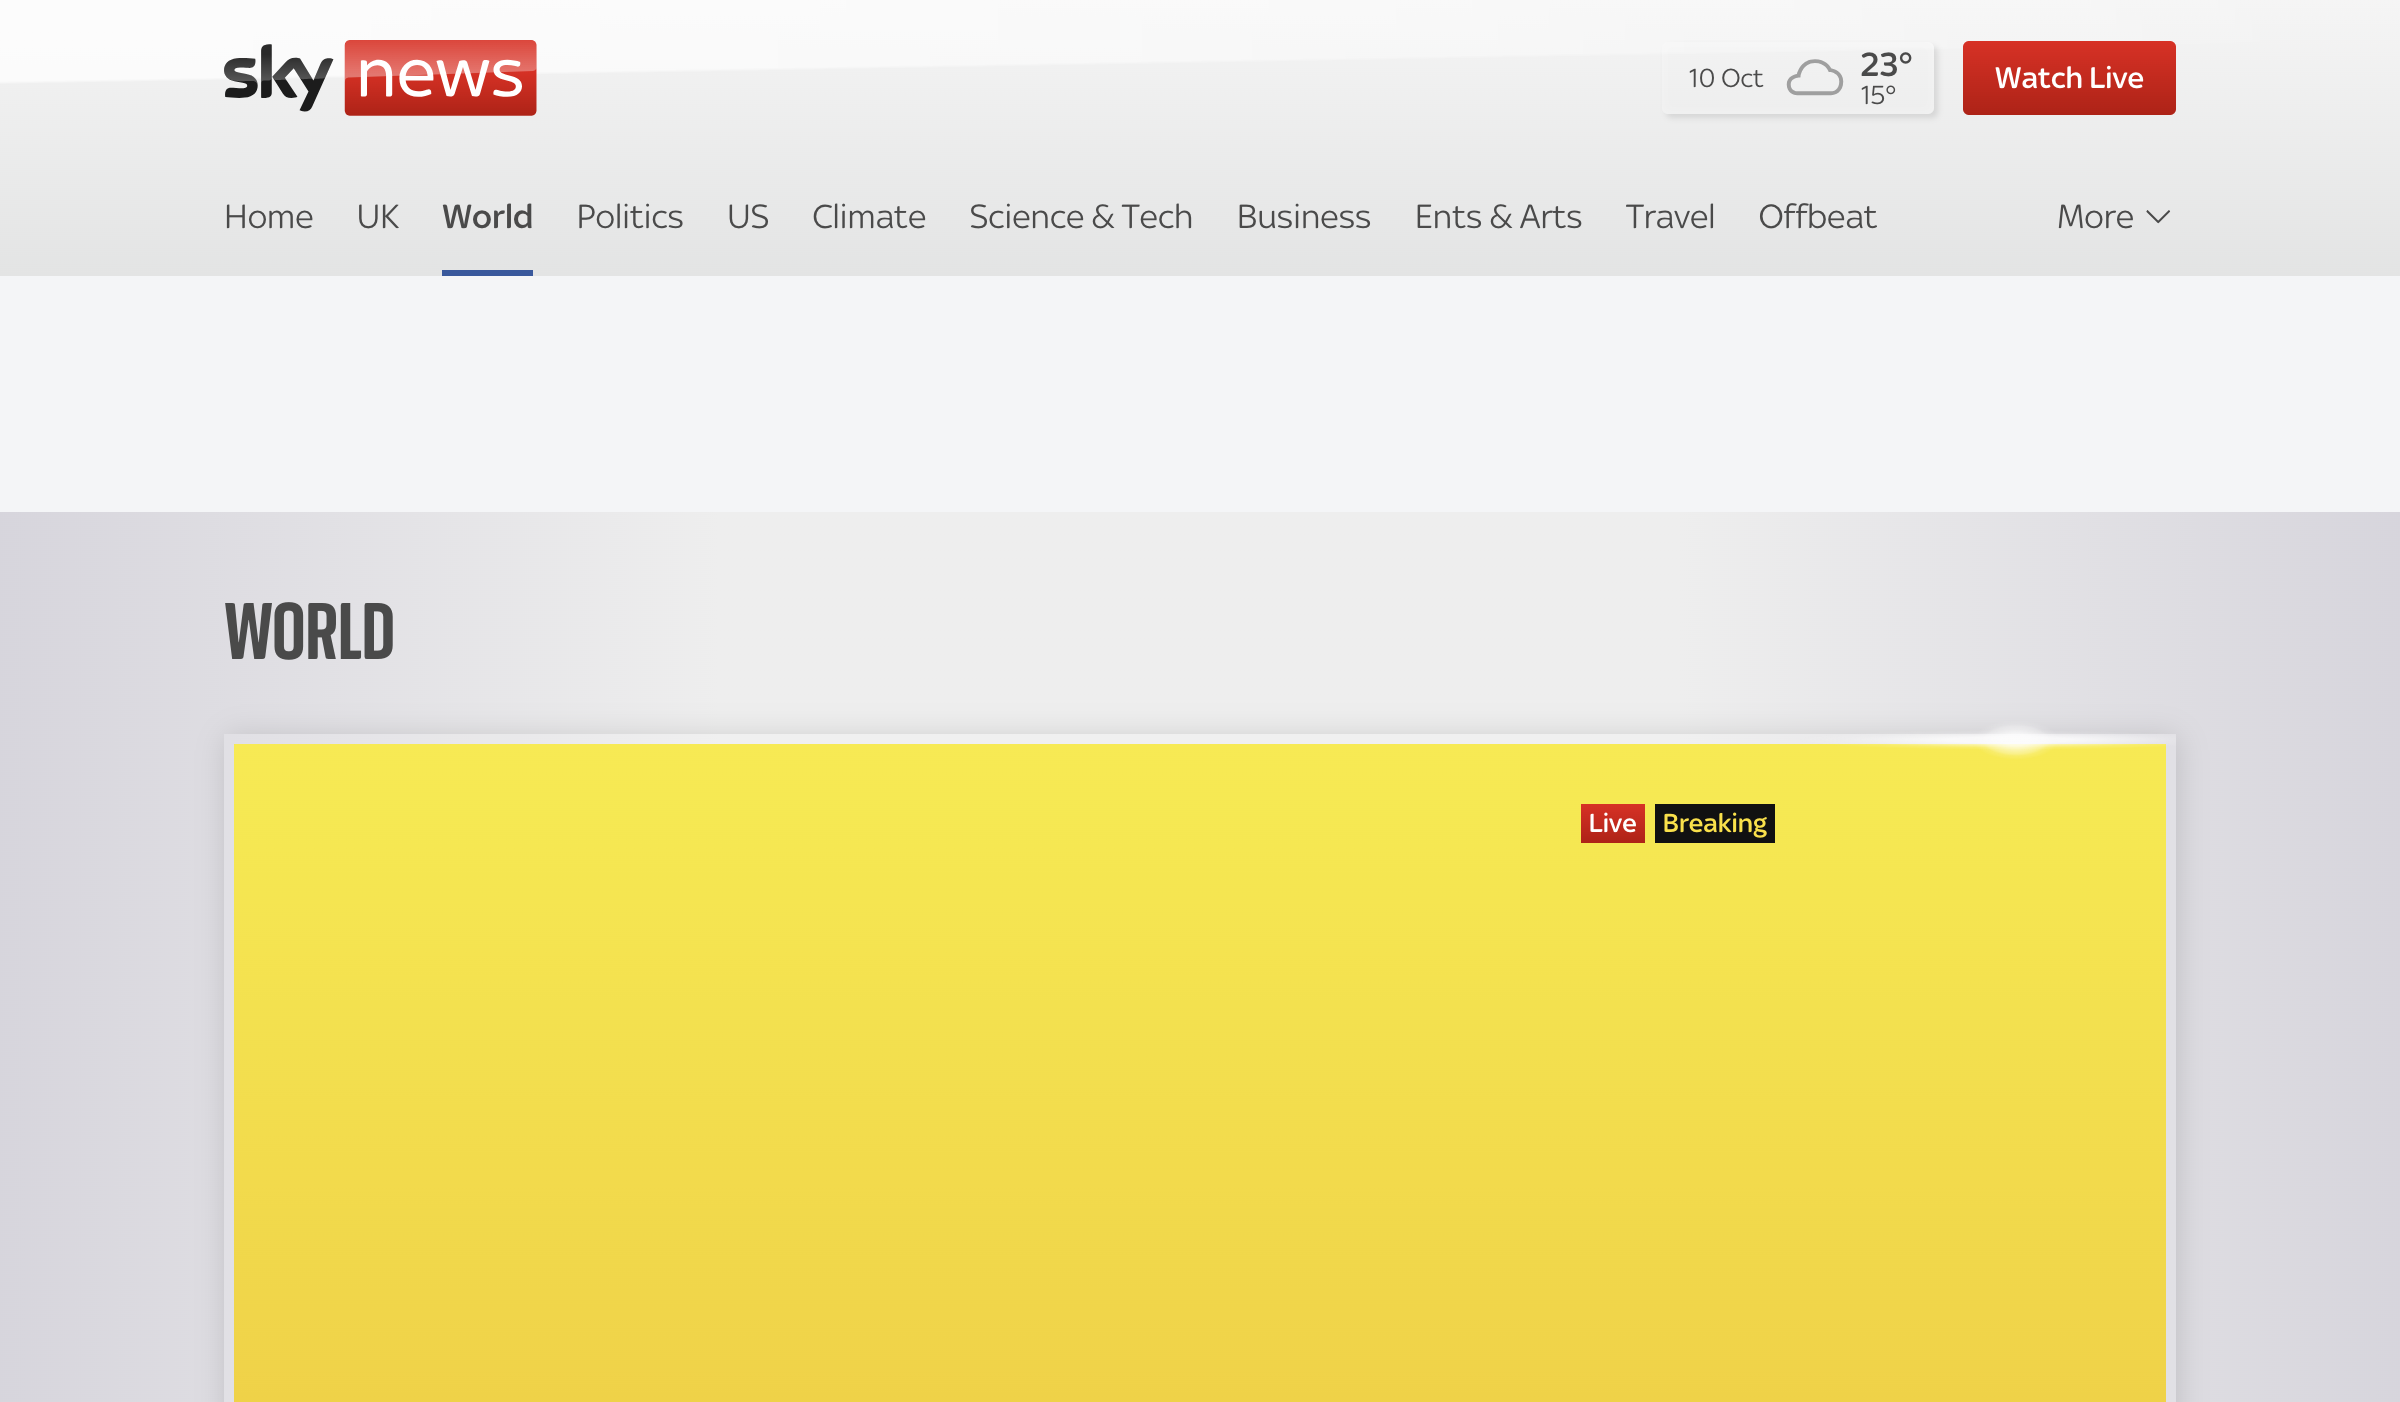 sky news
10 Oct
23°
15°
Watch Live
Home UK World Politics US Climate Science & Tech Business Ents & Arts Travel Offbeat More
WORLD
Live Breaking